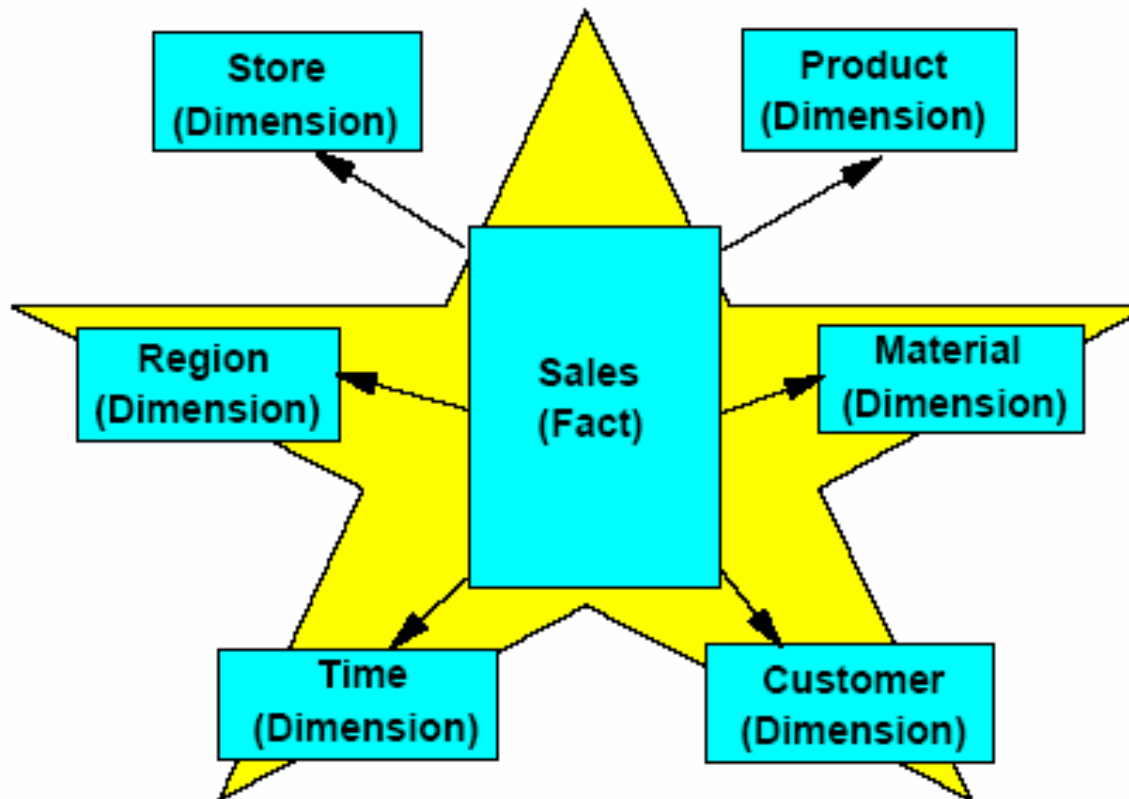 Store
(Dimension)
Product
(Dimension)
Region
(Dimension)
Sales
(Fact)
Material
(Dimension)
Time
(Dimension)
Customer
(Dimension)